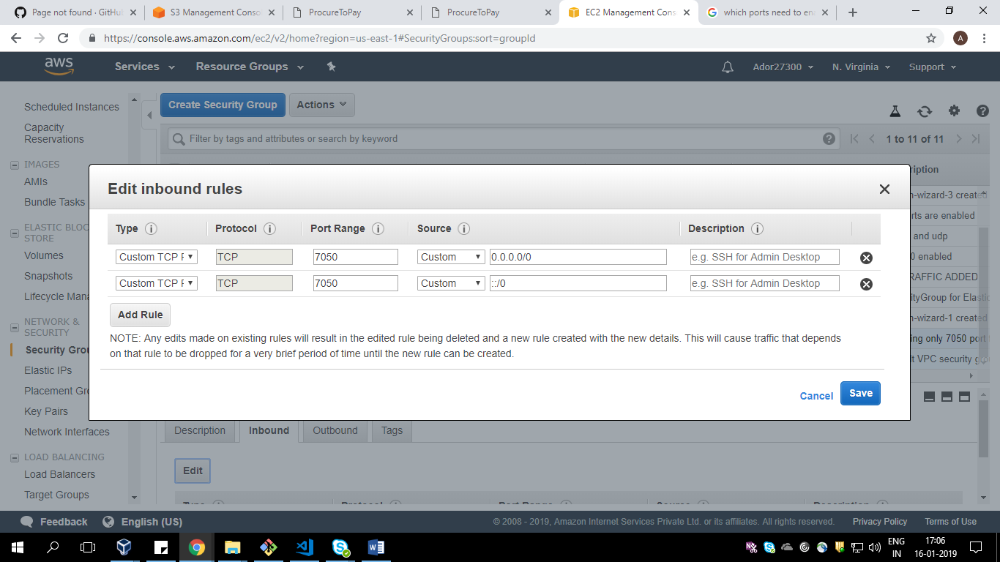 Page not found · GitHu
S3 Management Conso
ProcureToPay
ProcureToPay
EC2 Management Cons
which ports need to ena
https://console.aws.amazon.com/ec2/v2/home?region=us-east-1#SecurityGroups:sort=groupId
A
aws
Services
Resource Groups
Ador27300
N. Virginia
Support
Scheduled Instances
Capacity
Reservations
IMAGES
AMIs
Bundle Tasks
ELASTIC BLOC
STORE
Volumes
Snapshots
Lifecycle Mana
NETWORK &
SECURITY
Security Grou
Elastic IPs
Placement Gro
Key Pairs
Network Interfaces
LOAD BALANCING
Load Balancers
Target Groups
Create Security Group
Actions
Filter by tags and attributes or search by keyword
1 to 11 of 11
ription
n-wizard-3 created
rts are enabled
and udp
0 enabled
RAFFIC ADDED
ityGroup for Elastic
n-wizard-1 created
ing only 7050 port
lt VPC security gro
Edit inbound rules
Type
Protocol
Port Range
Source
Description
Custom TCP F
TCP
7050
Custom
0.0.0.0/0
e.g. SSH for Admin Desktop
Custom TCP F
TCP
7050
Custom
::/0
e.g. SSH for Admin Desktop
Add Rule
NOTE: Any edits made on existing rules will result in the edited rule being deleted and a new rule created with the new details. This will cause traffic that depends
on that rule to be dropped for a very brief period of time until the new rule can be created.
Cancel
Save
Description
Inbound
Outbound
Tags
Edit
Type
Protocol
Port Range
Source
Description
Feedback
English (US)
© 2008 - 2019, Amazon Internet Services Private Ltd. or its affiliates. All rights reserved.
Privacy Policy
Terms of Use
ENG
IN
17:06
16-01-2019